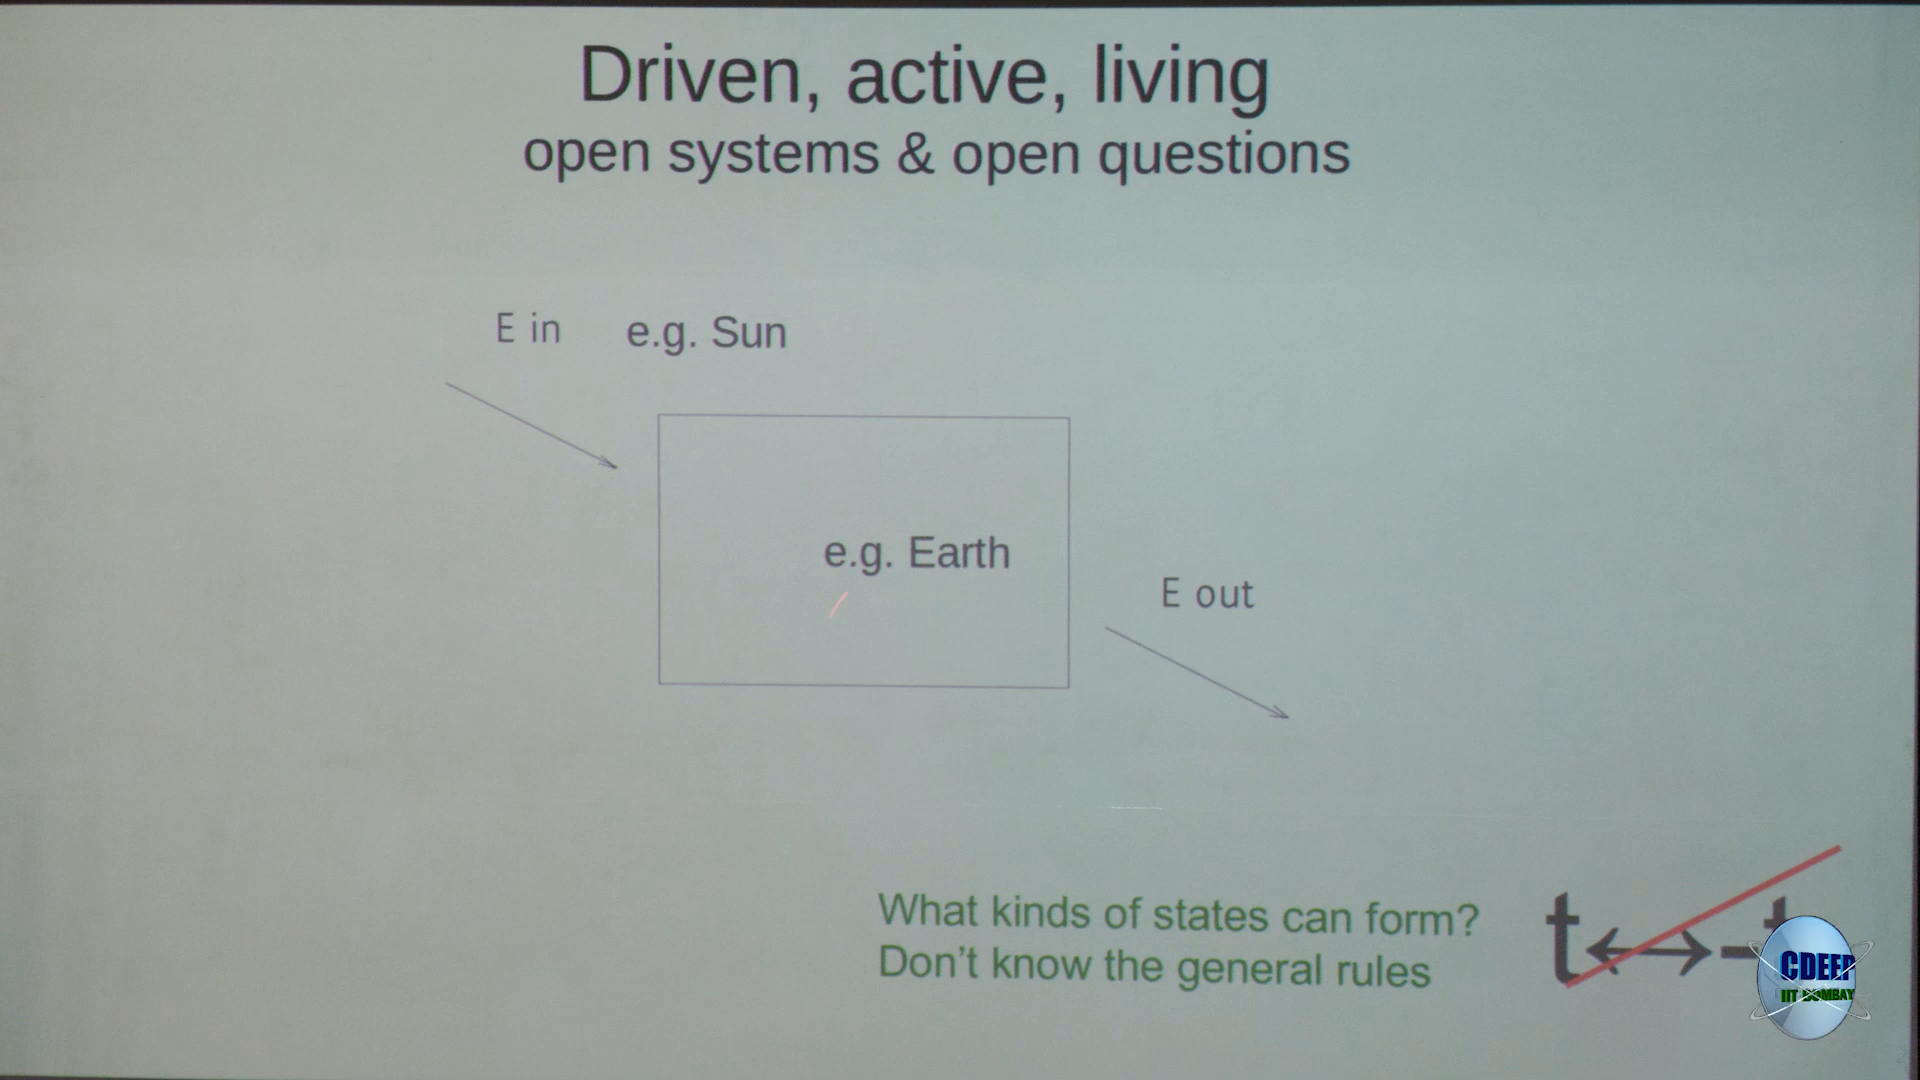 Driven, active, living
open systems & open questions
E in
e.g. Sun
e.g. Earth
E out
What kinds of states can form?
Don't know the general rules
t↔-t
CDEEP
IIT BOMBAY